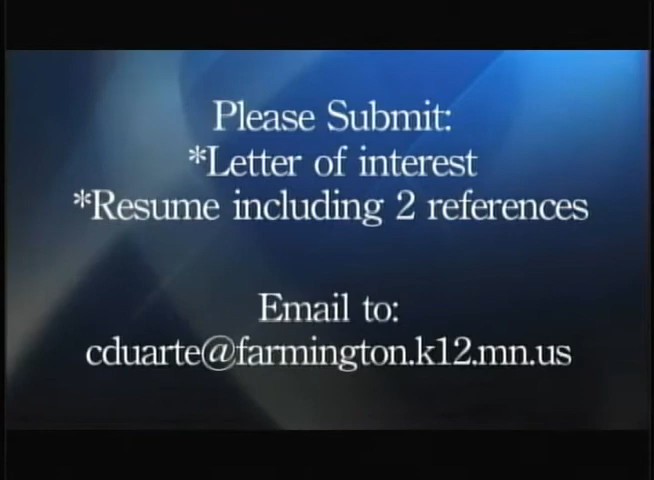 Please Submit:
*Letter of interest
*Resume including 2 references
Email to:
cduarte@farmington.k12.mn.us